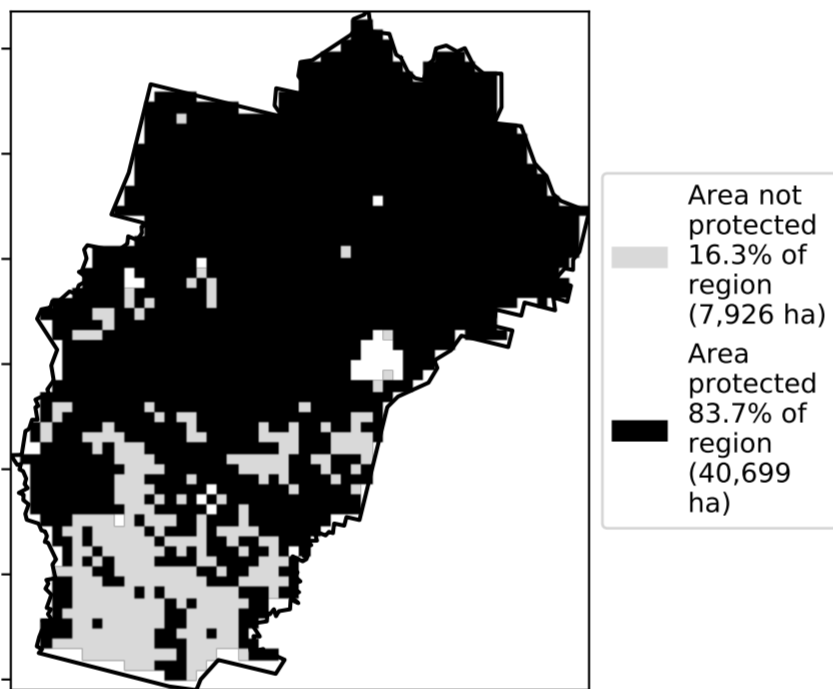 Area not
protected
16.3% of
region
(7,926 ha)
Area
protected
83.7% of
region
(40,699
ha)